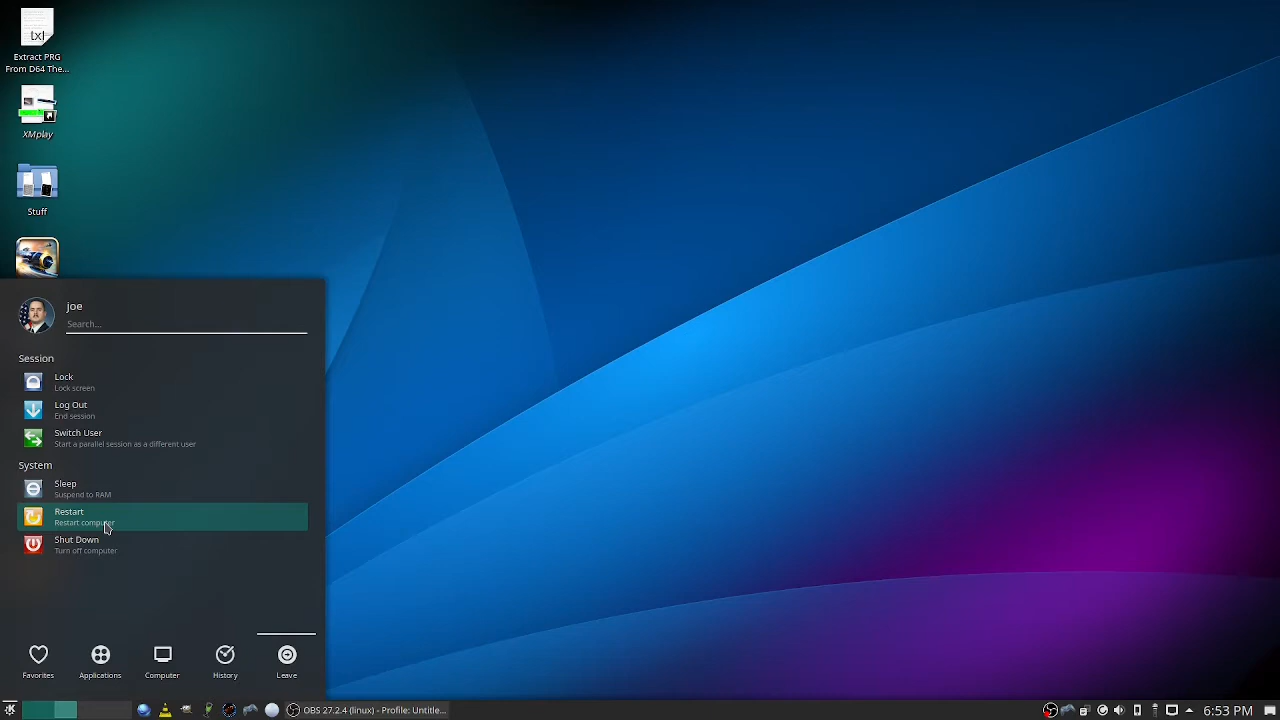 txt
Extract PRG
From D64 The...
XMplay
Stuff
joe
Search...
Session
Lock
Lock screen
Log Out
End session
Switch User
Start a parallel session as a different user
System
Sleep
Suspend to RAM
Restart
Restart computer
Shut Down
Turn off computer
Favorites
Applications
Computer
History
Leave
OBS 27.2.4 (linux) - Profile: Untitle...
6:53 PM